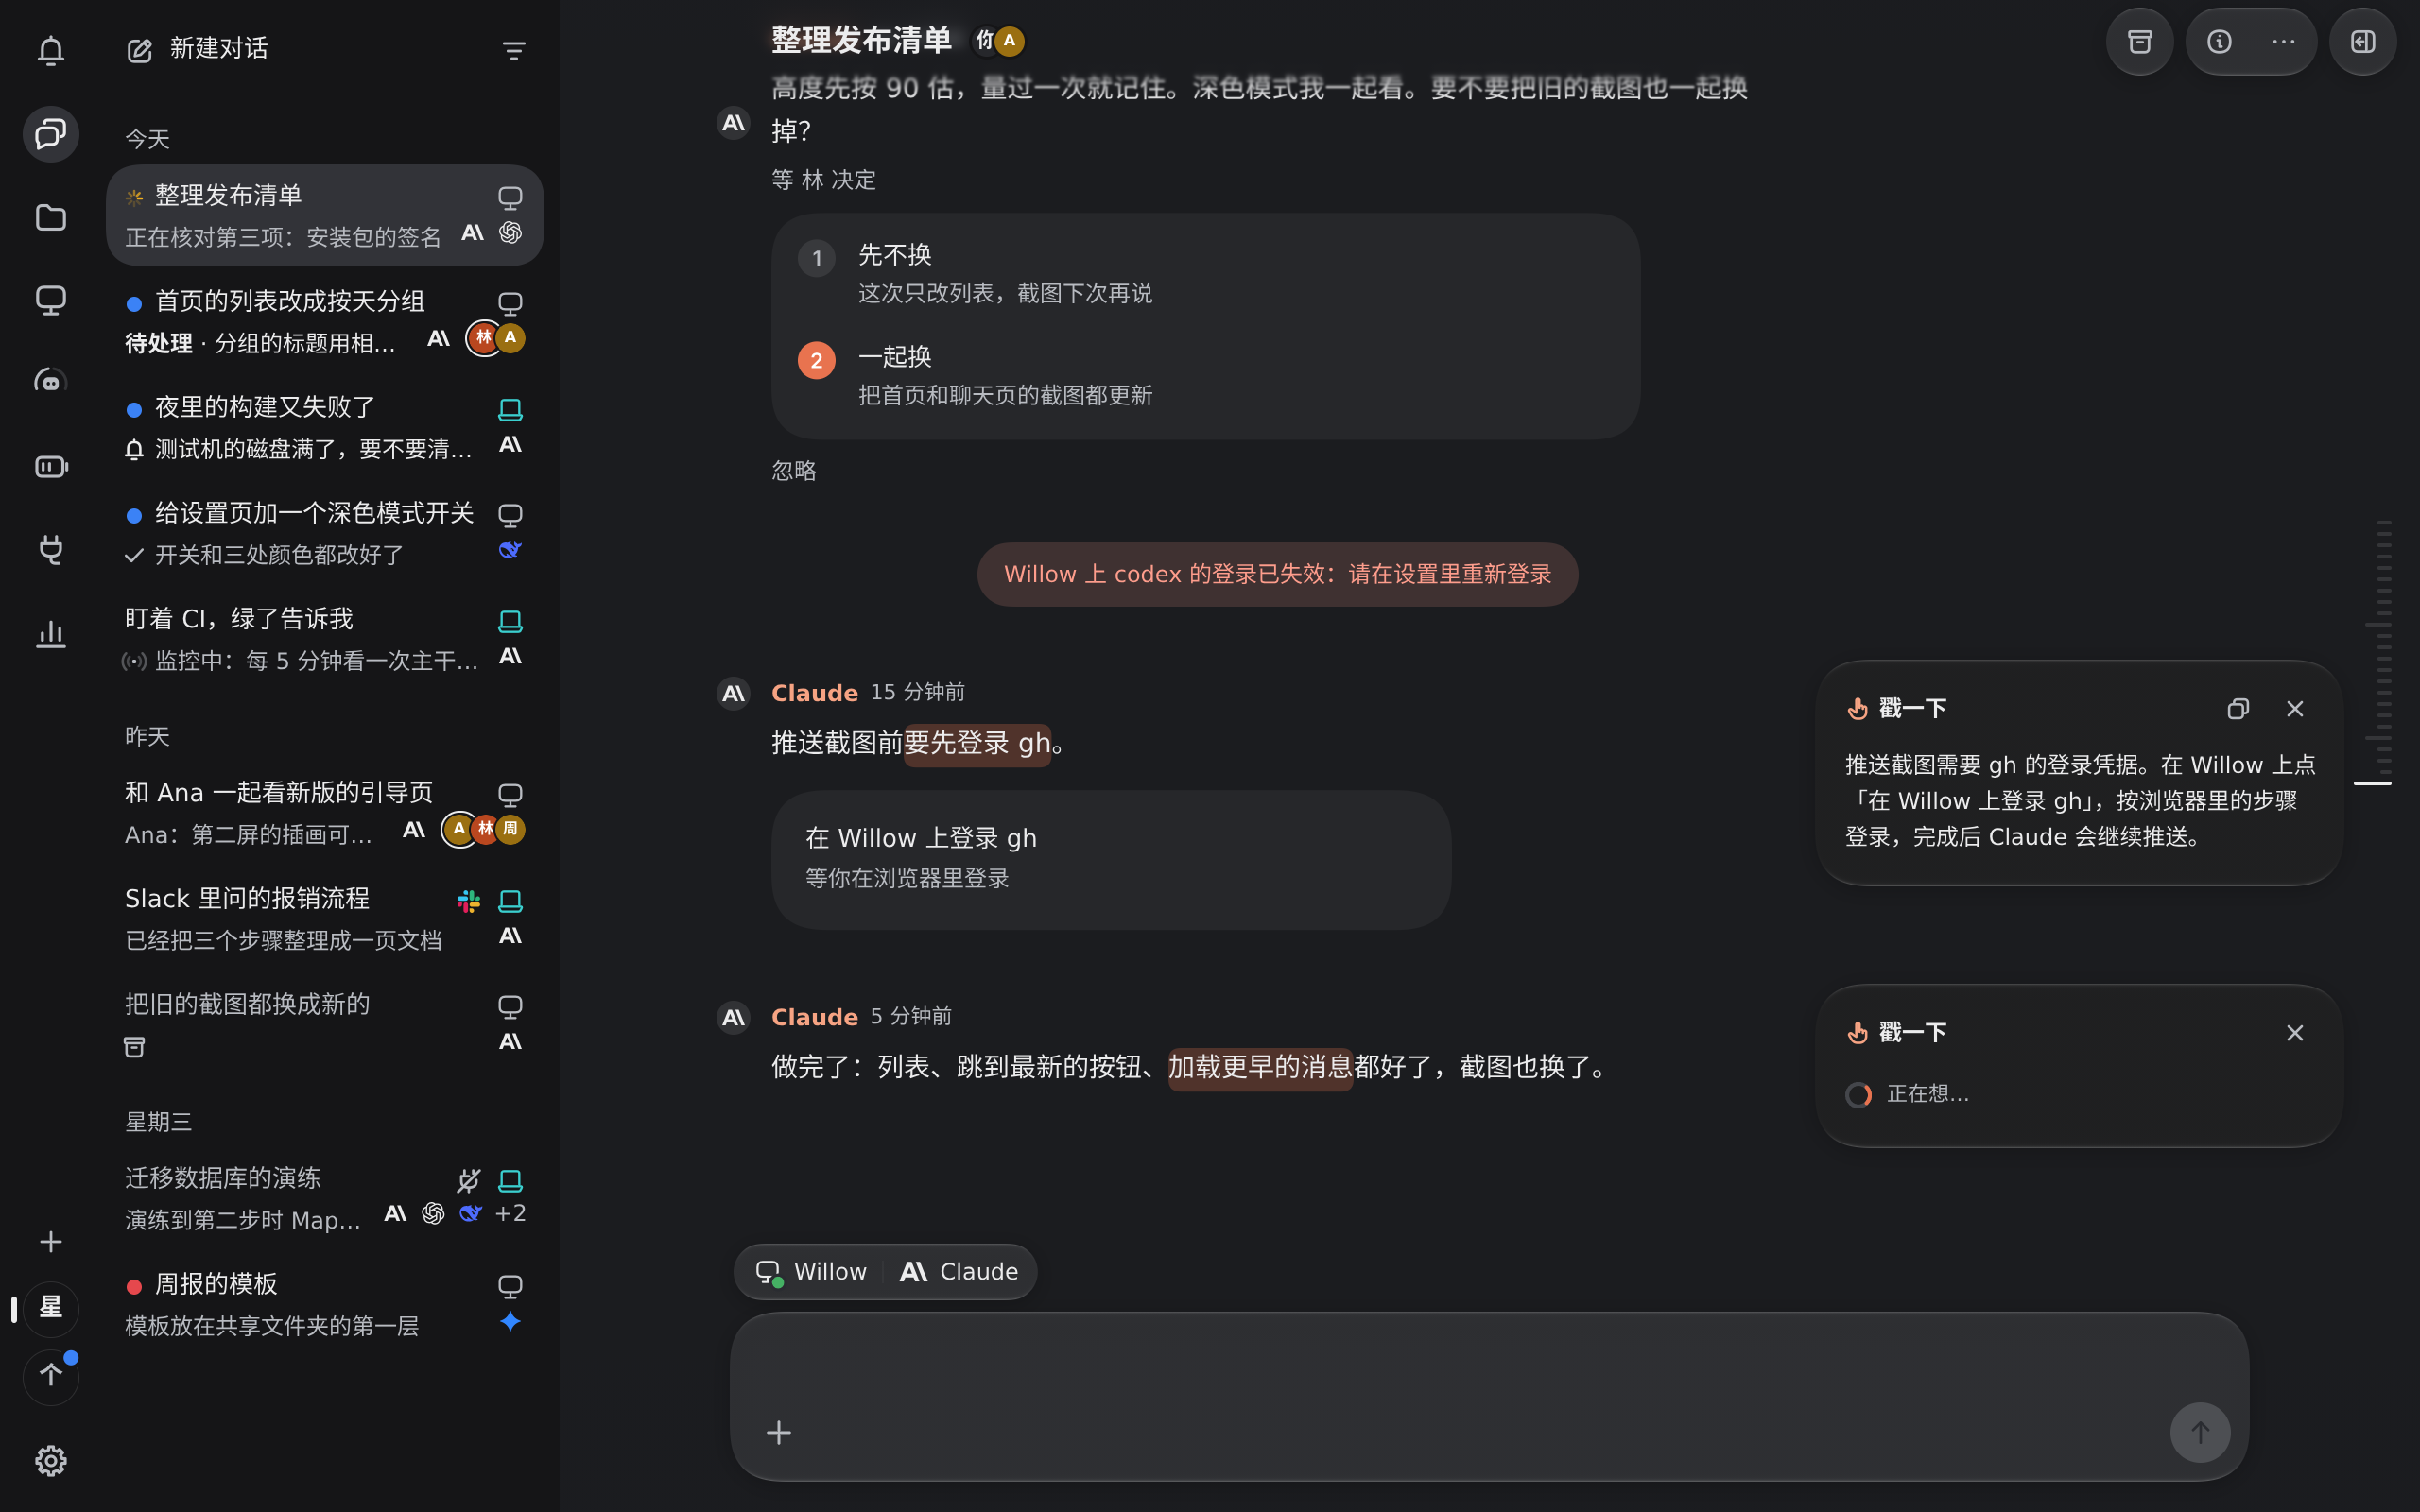 新建对话
今天
整理发布清单
正在核对第三项：安装包的签名
首页的列表改成按天分组
待处理 · 分组的标题用相…
林
A
夜里的构建又失败了
测试机的磁盘满了，要不要清…
给设置页加一个深色模式开关
开关和三处颜色都改好了
盯着 CI，绿了告诉我
监控中：每 5 分钟看一次主干…
昨天
和 Ana 一起看新版的引导页
Ana：第二屏的插画可…
A
林
周
Slack 里问的报销流程
已经把三个步骤整理成一页文档
把旧的截图都换成新的
星期三
迁移数据库的演练
演练到第二步时 Map…
+2
周报的模板
模板放在共享文件夹的第一层
星
个
整理发布清单
你
A
高度先按 90 估，量过一次就记住。深色模式我一起看。要不要把旧的截图也一起换
掉？
等 林 决定
1
先不换
这次只改列表，截图下次再说
2
一起换
把首页和聊天页的截图都更新
忽略
Willow 上 codex 的登录已失效：请在设置里重新登录
Claude 15 分钟前
推送截图前要先登录 gh。
在 Willow 上登录 gh
等你在浏览器里登录
戳一下
推送截图需要 gh 的登录凭据。在 Willow 上点
「在 Willow 上登录 gh」，按浏览器里的步骤
登录，完成后 Claude 会继续推送。
Claude 5 分钟前
做完了：列表、跳到最新的按钮、加载更早的消息都好了，截图也换了。
戳一下
正在想…
Willow
Claude